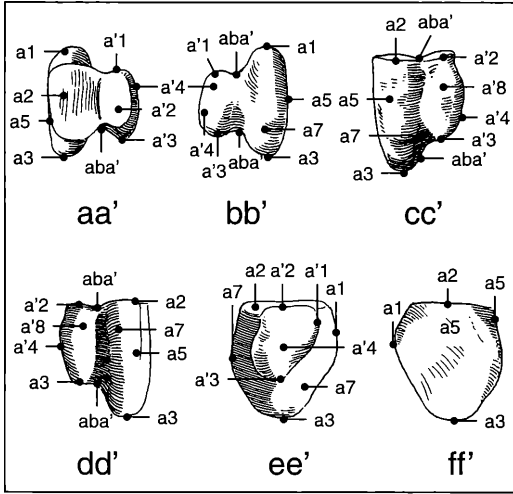 a1 a'1 a2 a'4 a'2 a5 a'3 a3 aba'
aa'
a'1 aba' a1 a'4 a5 a'4 a7 a'3 aba' a3
bb'
a2 aba' a'2 a'8 a5 a'4 a7 a'3 aba' a3
cc'
aba' a'2 a2 a'8 a7 a'4 a5 a3 aba' a3
dd'
a2 a'2 a'1 a7 a1 a'4 a'3 a7 a3
ee'
a2 a5 a1 a5 a3
ff'